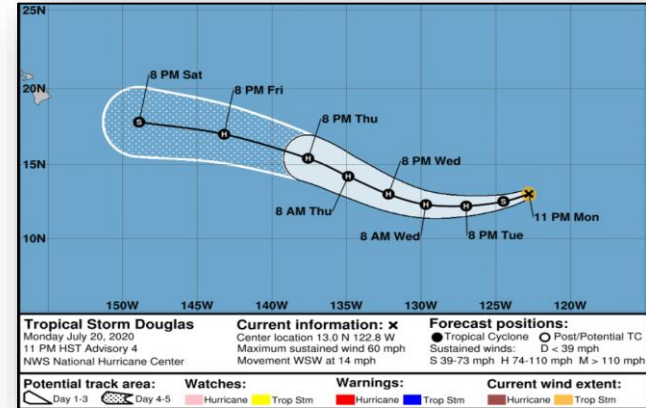 25N
20N
15N
10N
8 PM Sat
8 PM Fri
8 PM Thu
8 PM Wed
8 AM Thu
8 AM Wed
8 PM Tue
11 PM Mon
S H H H H H H S
150W 145W 140W 135W 130W 125W 120W
Tropical Storm Douglas
Monday July 20, 2020
11 PM HST Advisory 4
NWS National Hurricane Center
Current information: x
Center location 13.0 N 122.8 W
Maximum sustained wind 60 mph
Movement WSW at 14 mph
Forecast positions:
Tropical Cyclone Post/Potential TC
Sustained winds: D < 39 mph
S 39-73 mph H 74-110 mph M > 110 mph
Potential track area:
Day 1-3 Day 4-5
Watches:
Hurricane Trop Stm
Warnings:
Hurricane Trop Stm
Current wind extent:
Hurricane Trop Stm